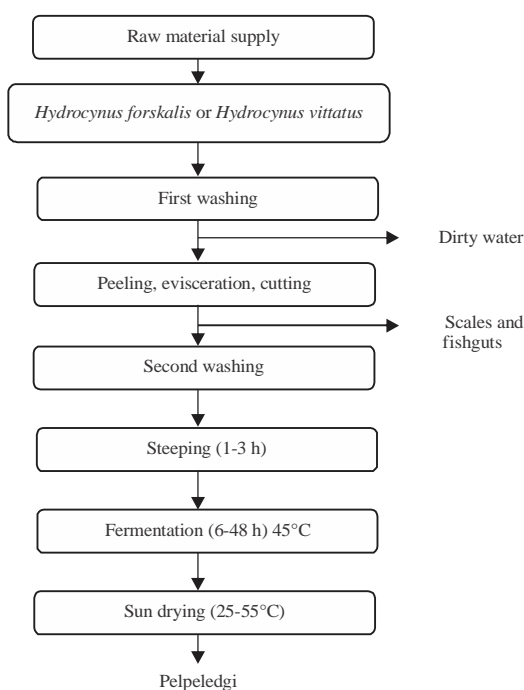 Raw material supply
Hydrocynus forskalis or Hydrocynus vittatus
First washing
Dirty water
Peeling, evisceration, cutting
Scales and
fishguts
Second washing
Steeping (1-3 h)
Fermentation (6-48 h) 45°C
Sun drying (25-55°C)
Pelpeledgi